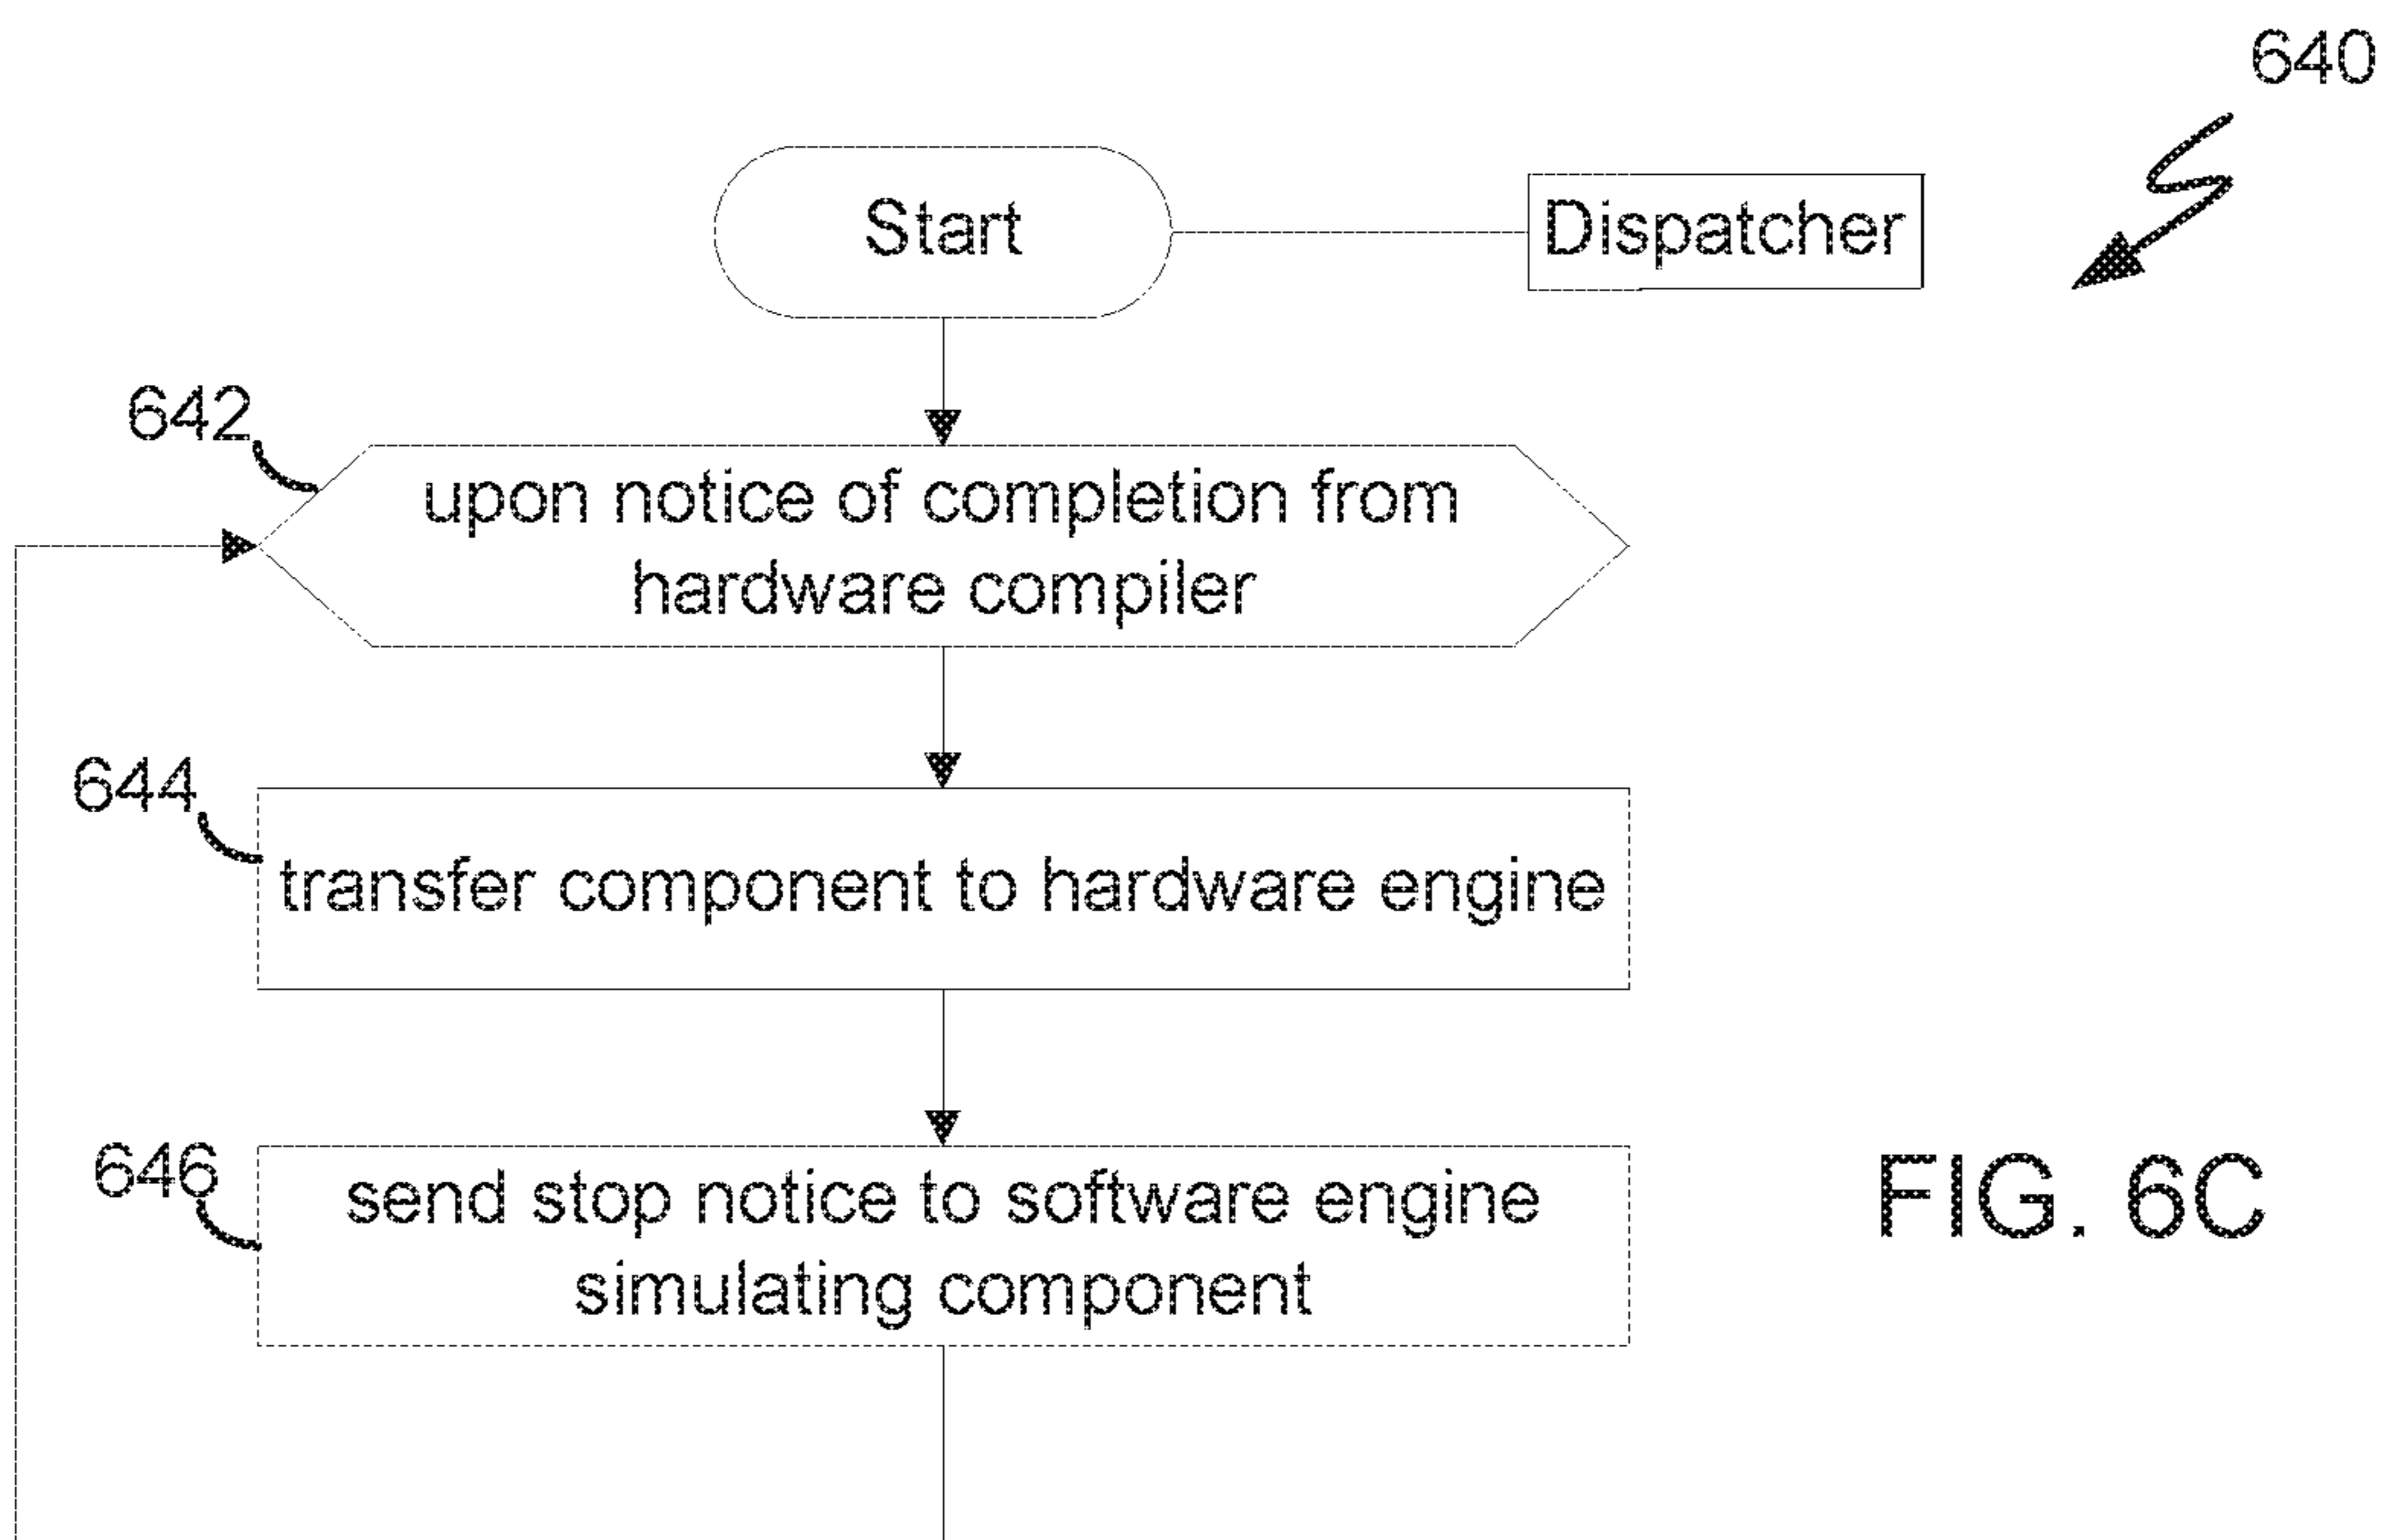 640
Start
Dispatcher
642
upon notice of completion from
hardware compiler
644
transfer component to hardware engine
646
send stop notice to software engine
simulating component
FIG. 6C